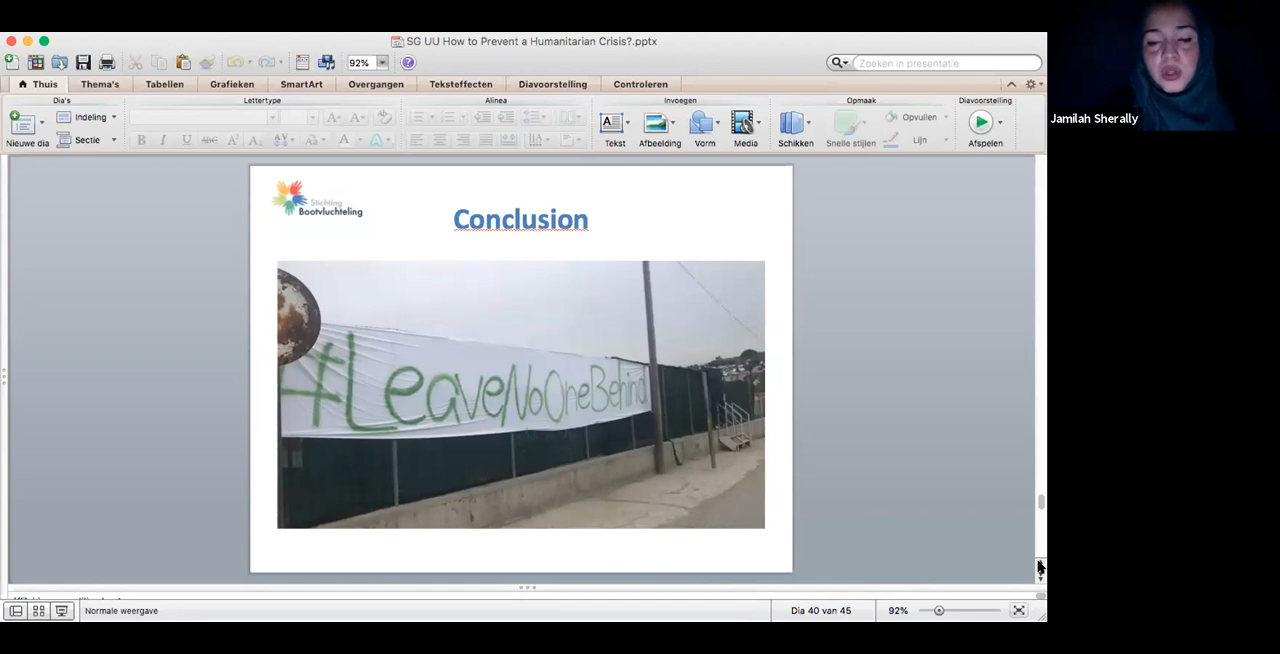 SG UU How to Prevent a Humanitarian Crisis?.pptx
92%
Zoeken in presentatie
Thuis Thema's Tabellen Grafieken SmartArt Overgangen Teksteffecten Diavoorstelling Controleren
Dia's Lettertype Alinea Invoegen Opmaak Diavoorstelling
Indeling
Opvullen
Nieuwe dia Sectie
B I U ABC
Tekst Afbeelding Vorm Media Schikken Snelle stijlen Lijn Afspelen
Jamilah Sherally
Stichting
Bootvluchteling
Conclusion
#LeaveNoOneBehind
Normale weergave Dia 40 van 45 92%